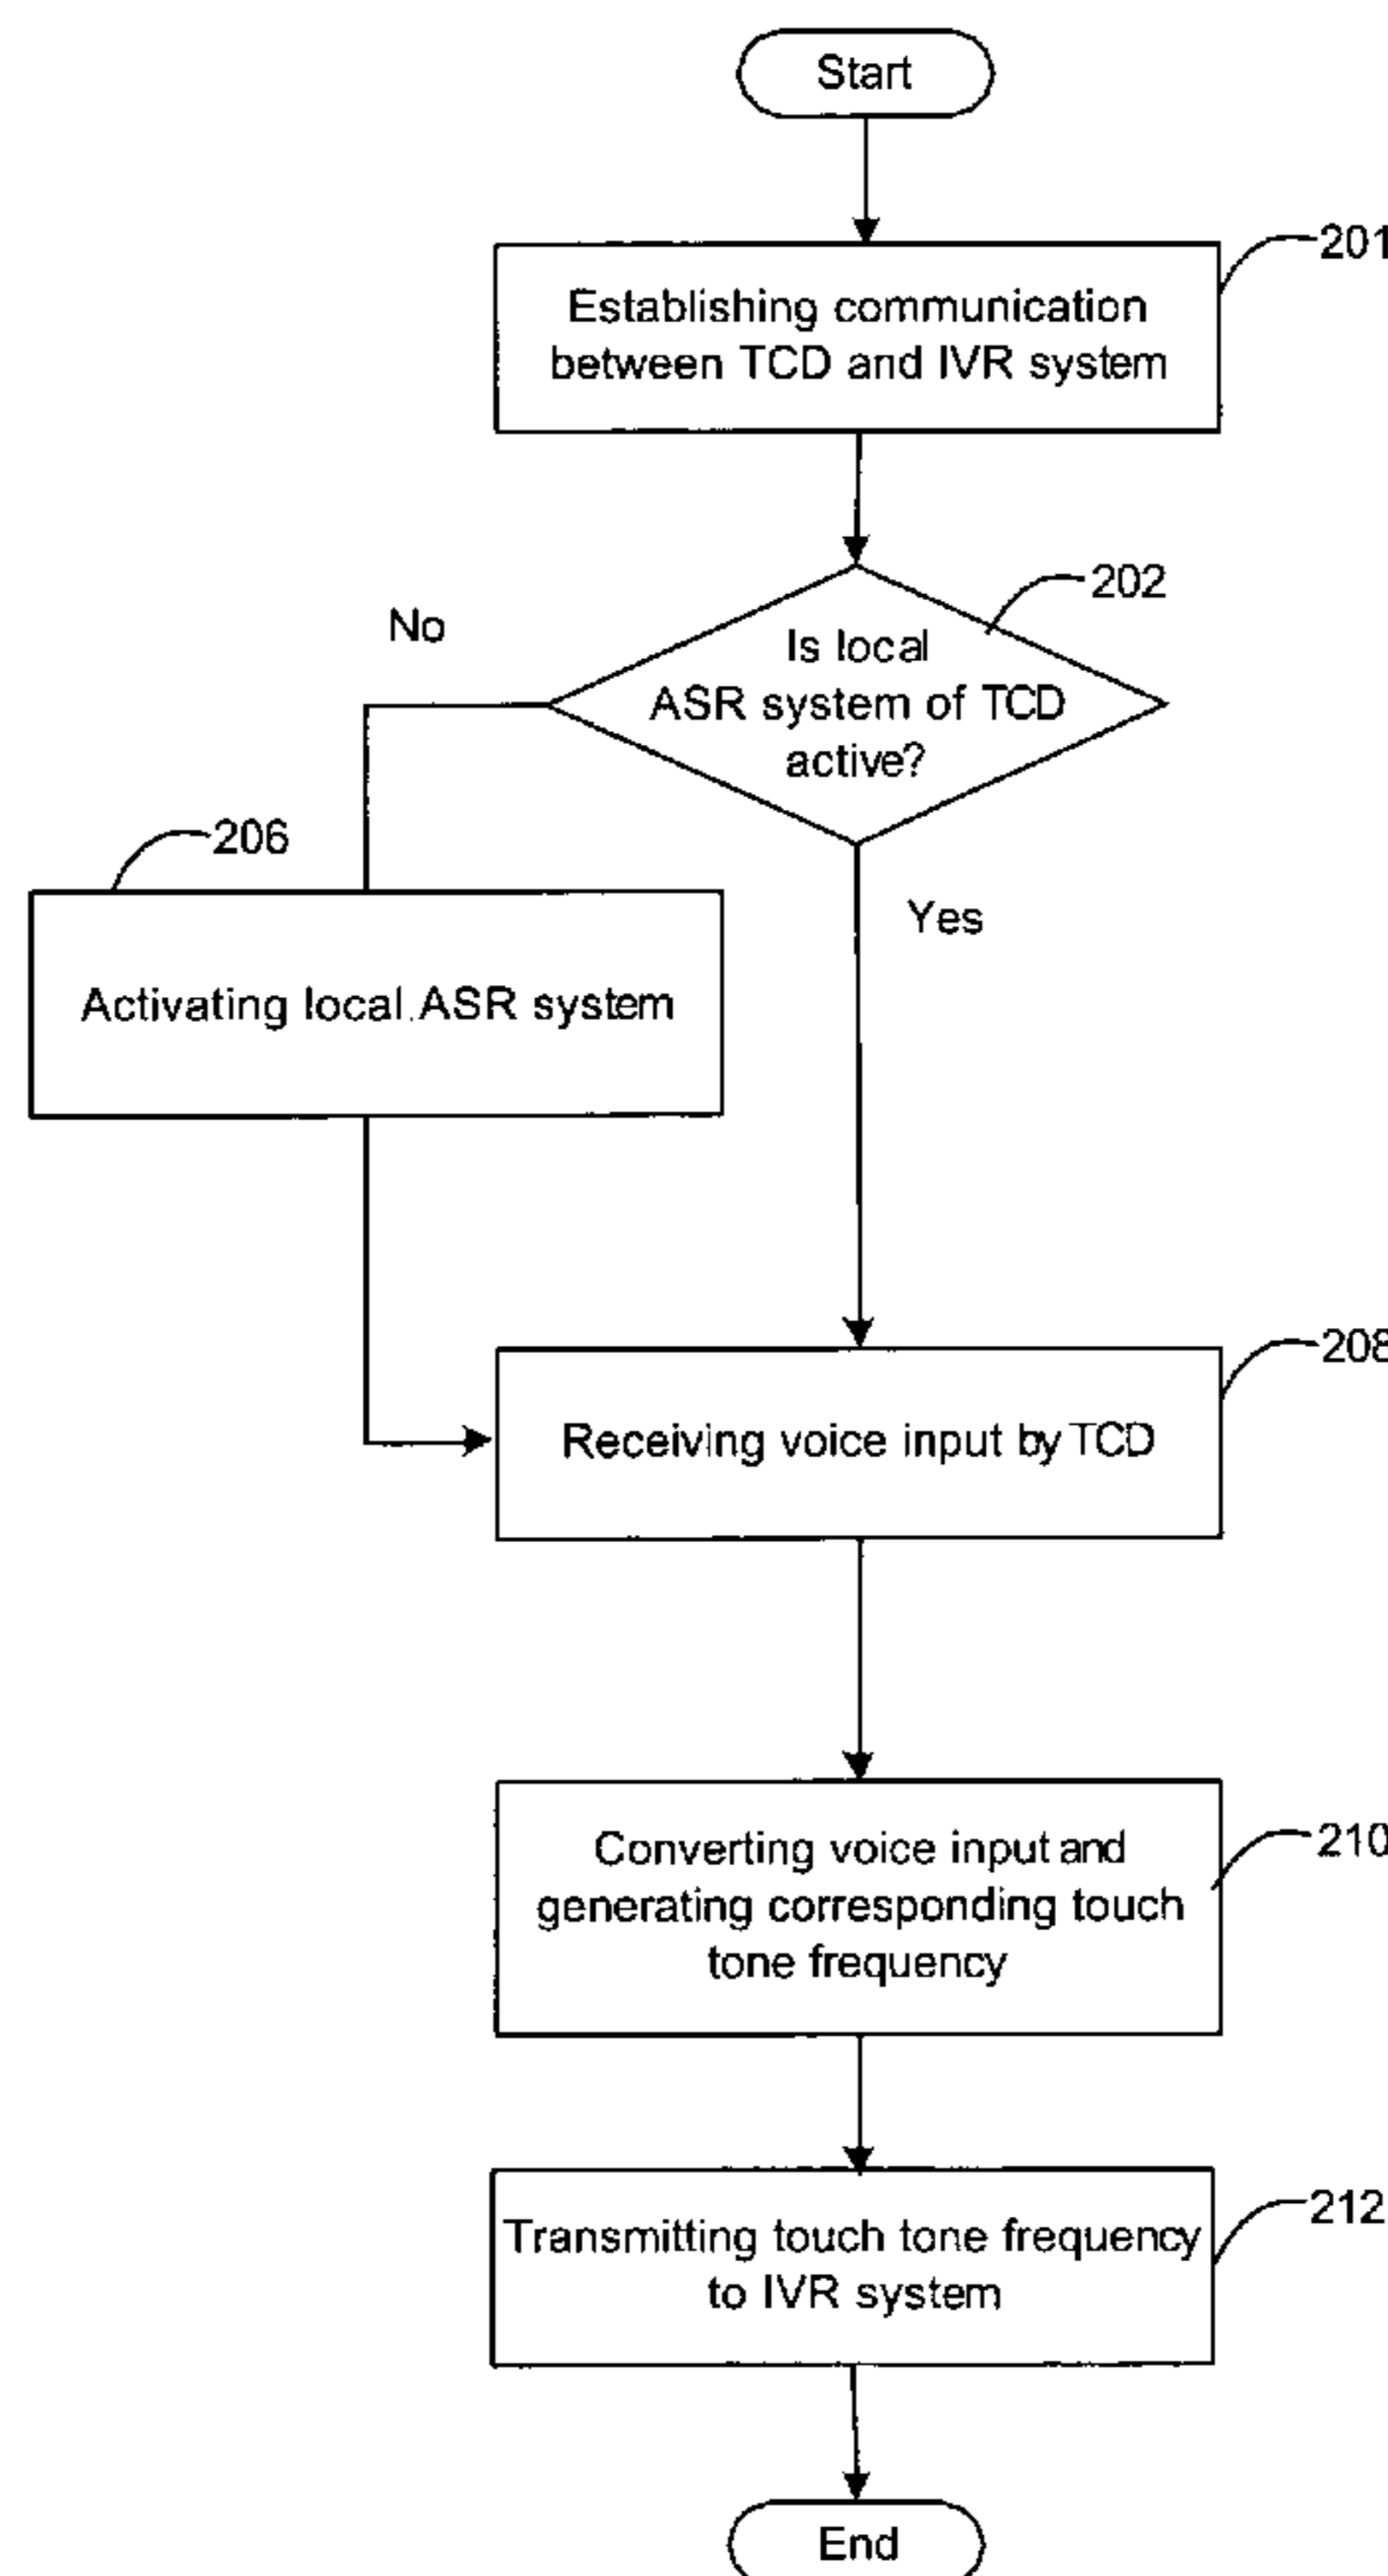 Start
201
Establishing communication
between TCD and IVR system
202
No
Is local
ASR system of TCD
active?
206
Yes
Activating local ASR system
208
Receiving voice input by TCD
210
Converting voice input and
generating corresponding touch
tone frequency
212
Transmitting touch tone frequency
to IVR system
End